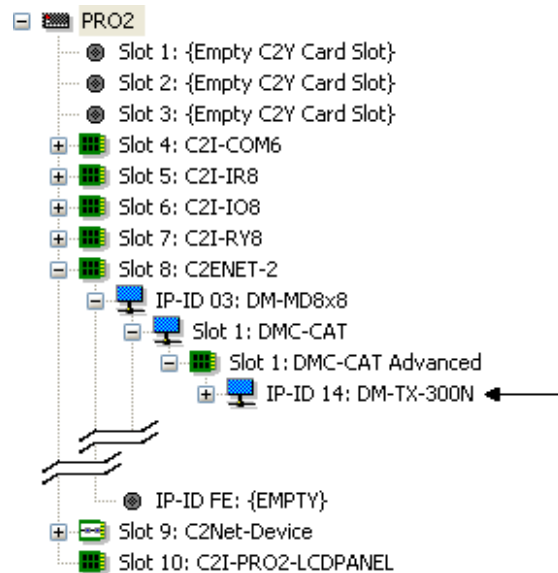 PRO2
Slot 1: {Empty C2Y Card Slot}
Slot 2: {Empty C2Y Card Slot}
Slot 3: {Empty C2Y Card Slot}
Slot 4: C2I-COM6
Slot 5: C2I-IR8
Slot 6: C2I-IO8
Slot 7: C2I-RY8
Slot 8: C2ENET-2
IP-ID 03: DM-MD8x8
Slot 1: DMC-CAT
Slot 1: DMC-CAT Advanced
IP-ID 14: DM-TX-300N
IP-ID FE: {EMPTY}
Slot 9: C2Net-Device
Slot 10: C2I-PRO2-LCDPANEL